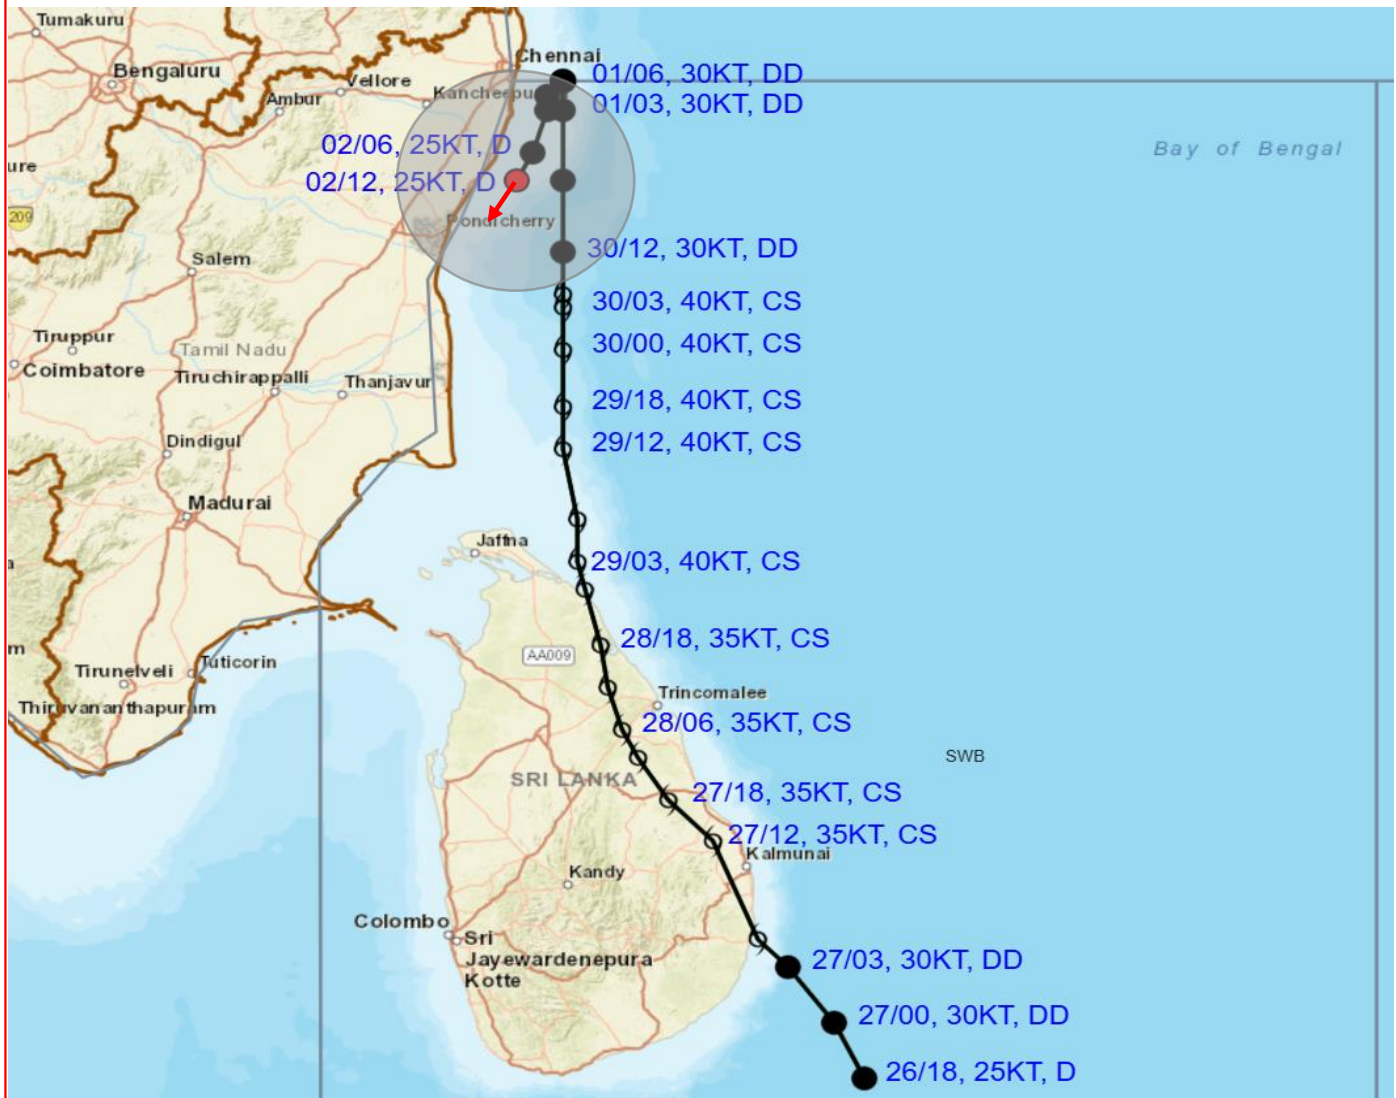 Tumakuru
Chennai
Bengaluru
01/06, 30KT, DD
Vellore
Kancheepu
Ambur
01/03, 30KT, DD
02/06, 25KT, D
Bay of Bengal
ure
02/12, 25KT, D
209
Pondicherry
30/12, 30KT, DD
Salem
30/03, 40KT, CS
Tiruppur
30/00, 40KT, CS
Tamil Nadu
Coimbatore
Tiruchirappalli
Thanjavur
29/18, 40KT, CS
Dindigul
29/12, 40KT, CS
Madurai
Jaffna
29/03, 40KT, CS
a
28/18, 35KT, CS
m
AA009
Tuticorin
Tirunelveli
Trincomalee
Thiruvananthapuram
28/06, 35KT, CS
SWB
SRI LANKA
27/18, 35KT, CS
27/12, 35KT, CS
Kalmunai
Kandy
Colombo
Sri
Jayewardenepura
Kotte
27/03, 30KT, DD
27/00, 30KT, DD
26/18, 25KT, D